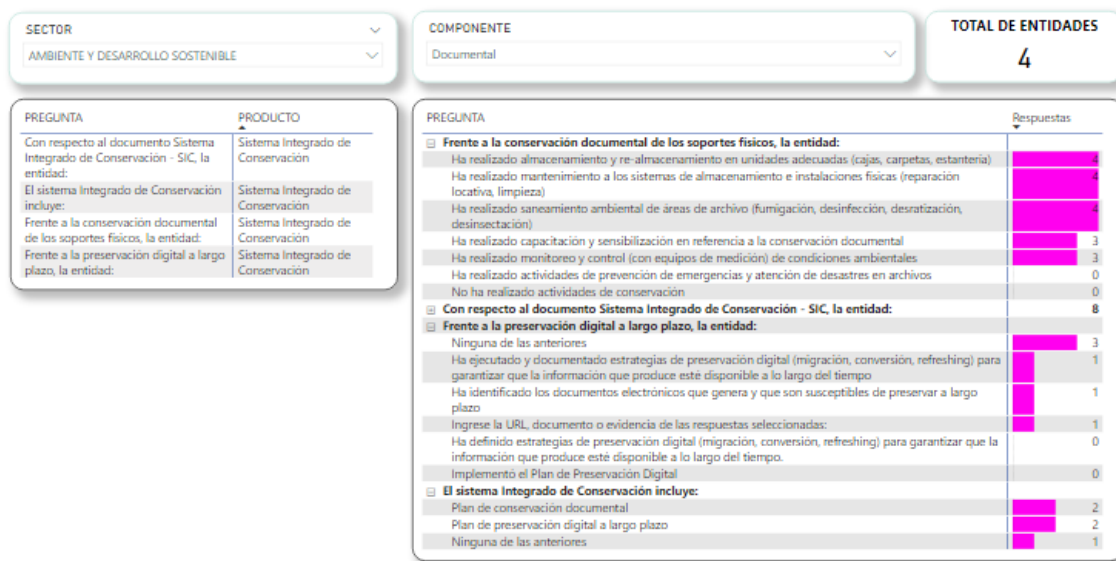 SECTOR
AMBIENTE Y DESARROLLO SOSTENIBLE
COMPONENTE
Documental
TOTAL DE ENTIDADES
4
PREGUNTA PRODUCTO
Con respecto al documento Sistema Sistema Integrado de
Integrado de Conservación - SIC, la Conservación
entidad:
El sistema Integrado de Conservación Sistema Integrado de
incluye: Conservación
Frente a la conservación documental Sistema Integrado de
de los soportes físicos, la entidad: Conservación
Frente a la preservación digital a largo Sistema Integrado de
plazo, la entidad: Conservación
PREGUNTA Respuestas
Frente a la conservación documental de los soportes físicos, la entidad:
Ha realizado almacenamiento y re-almacenamiento en unidades adecuadas (cajas, carpetas, estantería) 4
Ha realizado mantenimiento a los sistemas de almacenamiento e instalaciones físicas (reparación 4
locativa, limpieza)
Ha realizado saneamiento ambiental de áreas de archivo (fumigación, desinfección, desratización, 4
desinsectación)
Ha realizado capacitación y sensibilización en referencia a la conservación documental 3
Ha realizado monitoreo y control (con equipos de medición) de condiciones ambientales 3
Ha realizado actividades de prevención de emergencias y atención de desastres en archivos 0
No ha realizado actividades de conservación 0
Con respecto al documento Sistema Integrado de Conservación - SIC, la entidad: 8
Frente a la preservación digital a largo plazo, la entidad:
Ninguna de las anteriores 3
Ha ejecutado y documentado estrategias de preservación digital (migración, conversión, refreshing) para 1
garantizar que la información que produce esté disponible a lo largo del tiempo
Ha identificado los documentos electrónicos que genera y que son susceptibles de preservar a largo 1
plazo
Ingrese la URL, documento o evidencia de las respuestas seleccionadas: 1
Ha definido estrategias de preservación digital (migración, conversión, refreshing) para garantizar que la 0
información que produce esté disponible a lo largo del tiempo.
Implementó el Plan de Preservación Digital 0
El sistema Integrado de Conservación incluye:
Plan de conservación documental 2
Plan de preservación digital a largo plazo 2
Ninguna de las anteriores 1